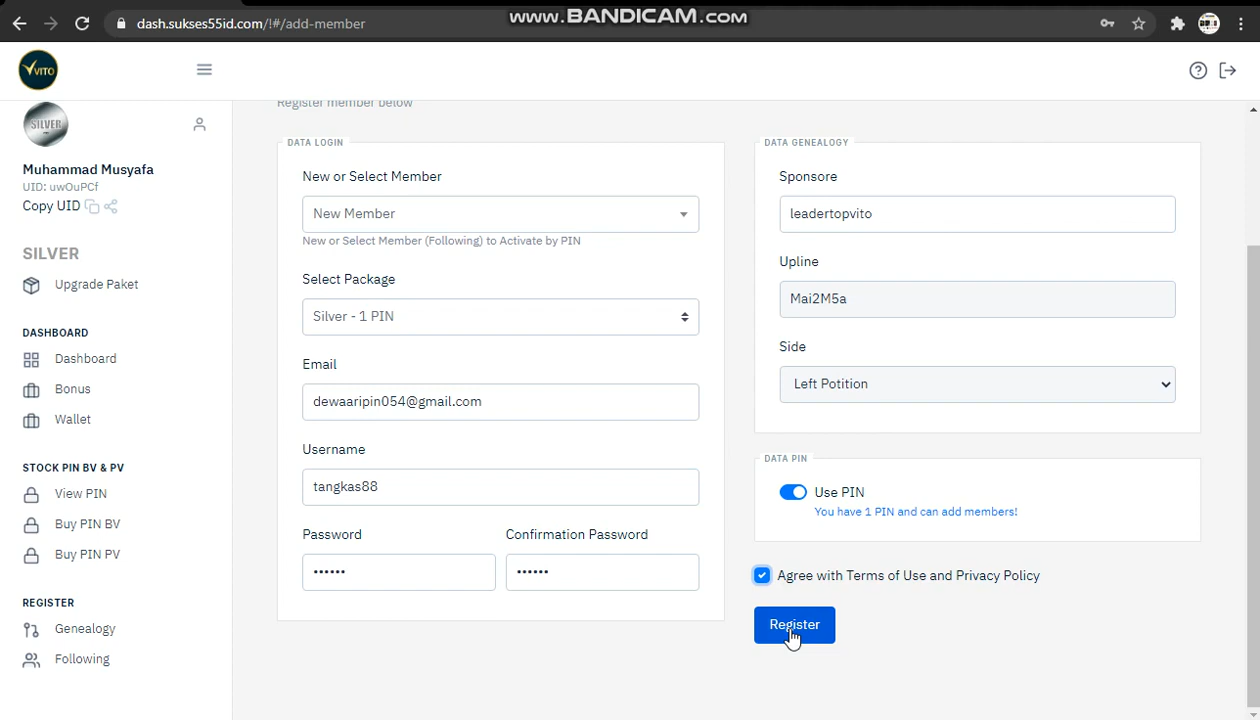 www.BANDICAM.com
dash.sukses55id.com/!#/add-member
VITO
SILVER
Muhammad Musyafa
UID: uwOuPCf
Copy UID
SILVER
Upgrade Paket
DASHBOARD
Dashboard
Bonus
Wallet
STOCK PIN BV & PV
View PIN
Buy PIN BV
Buy PIN PV
REGISTER
Genealogy
Following
Register member below
DATA LOGIN
New or Select Member
New Member
New or Select Member (Following) to Activate by PIN
Select Package
Silver - 1 PIN
Email
dewaaripin054@gmail.com
Username
tangkas88
Password
Confirmation Password
••••••
••••••
DATA GENEALOGY
Sponsore
leadertopvito
Upline
Mai2M5a
Side
Left Potition
DATA PIN
Use PIN
You have 1 PIN and can add members!
Agree with Terms of Use and Privacy Policy
Register